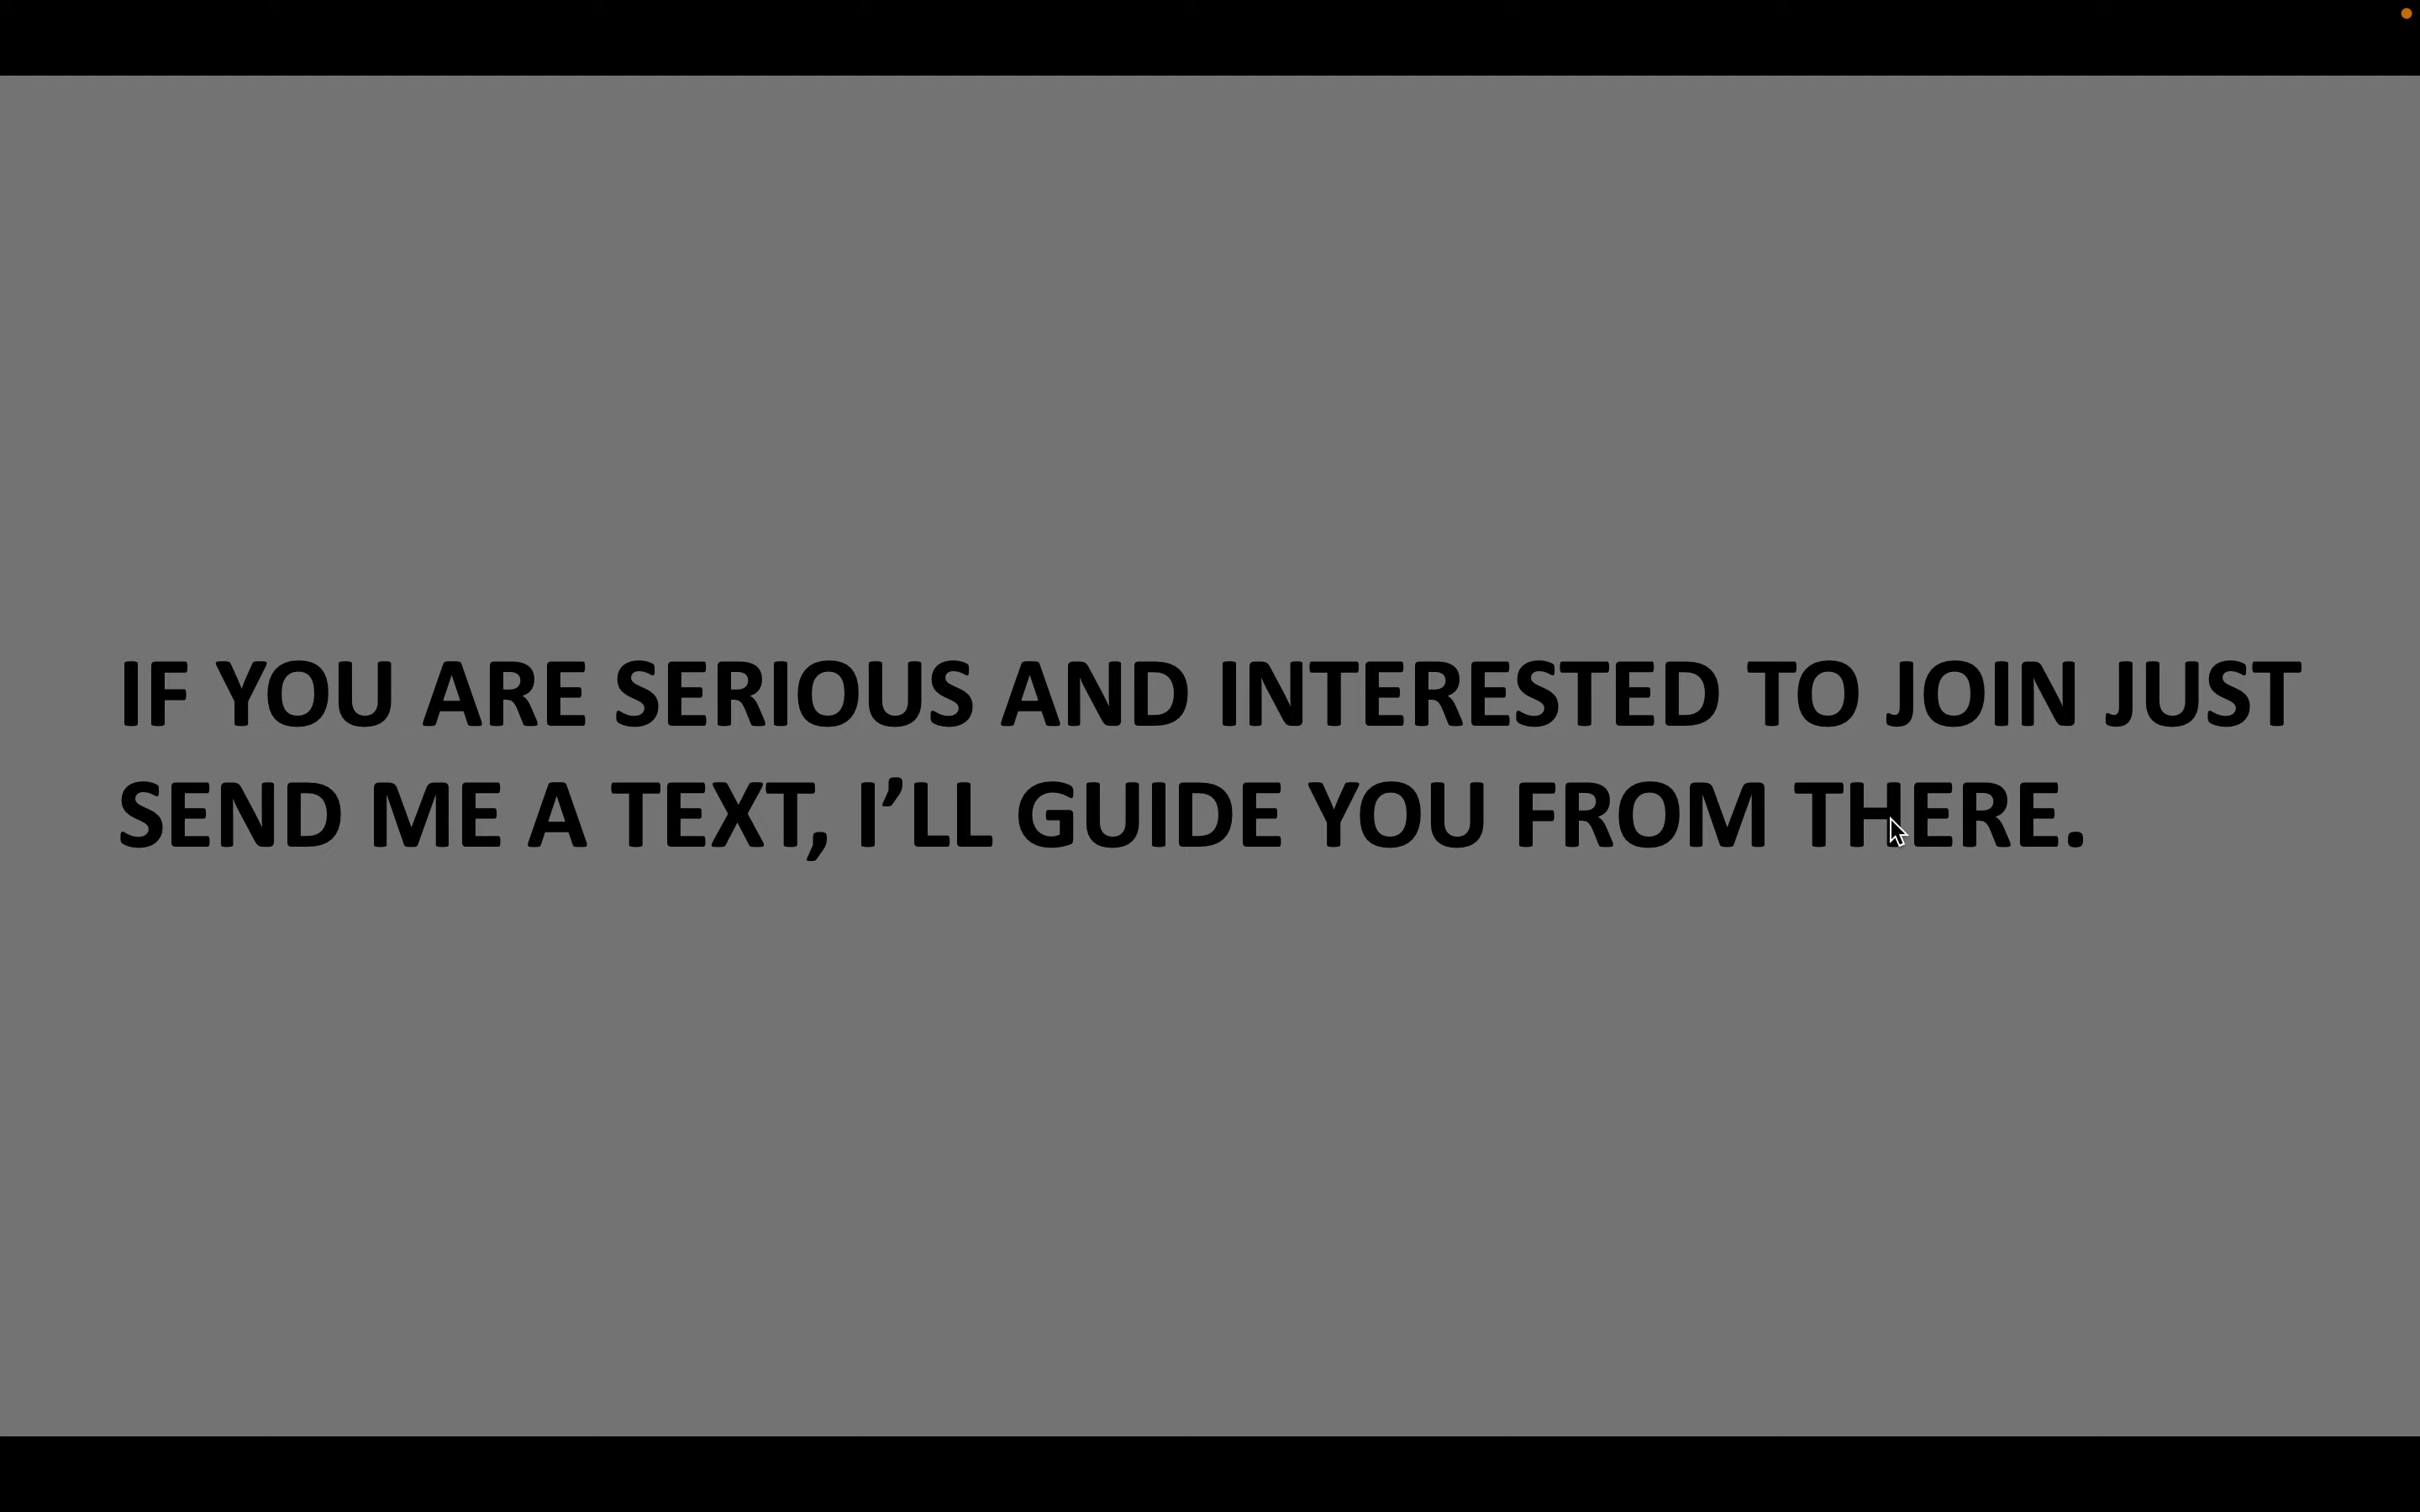 IF YOU ARE SERIOUS AND INTERESTED TO JOIN JUST
SEND ME A TEXT, I’LL GUIDE YOU FROM THERE.